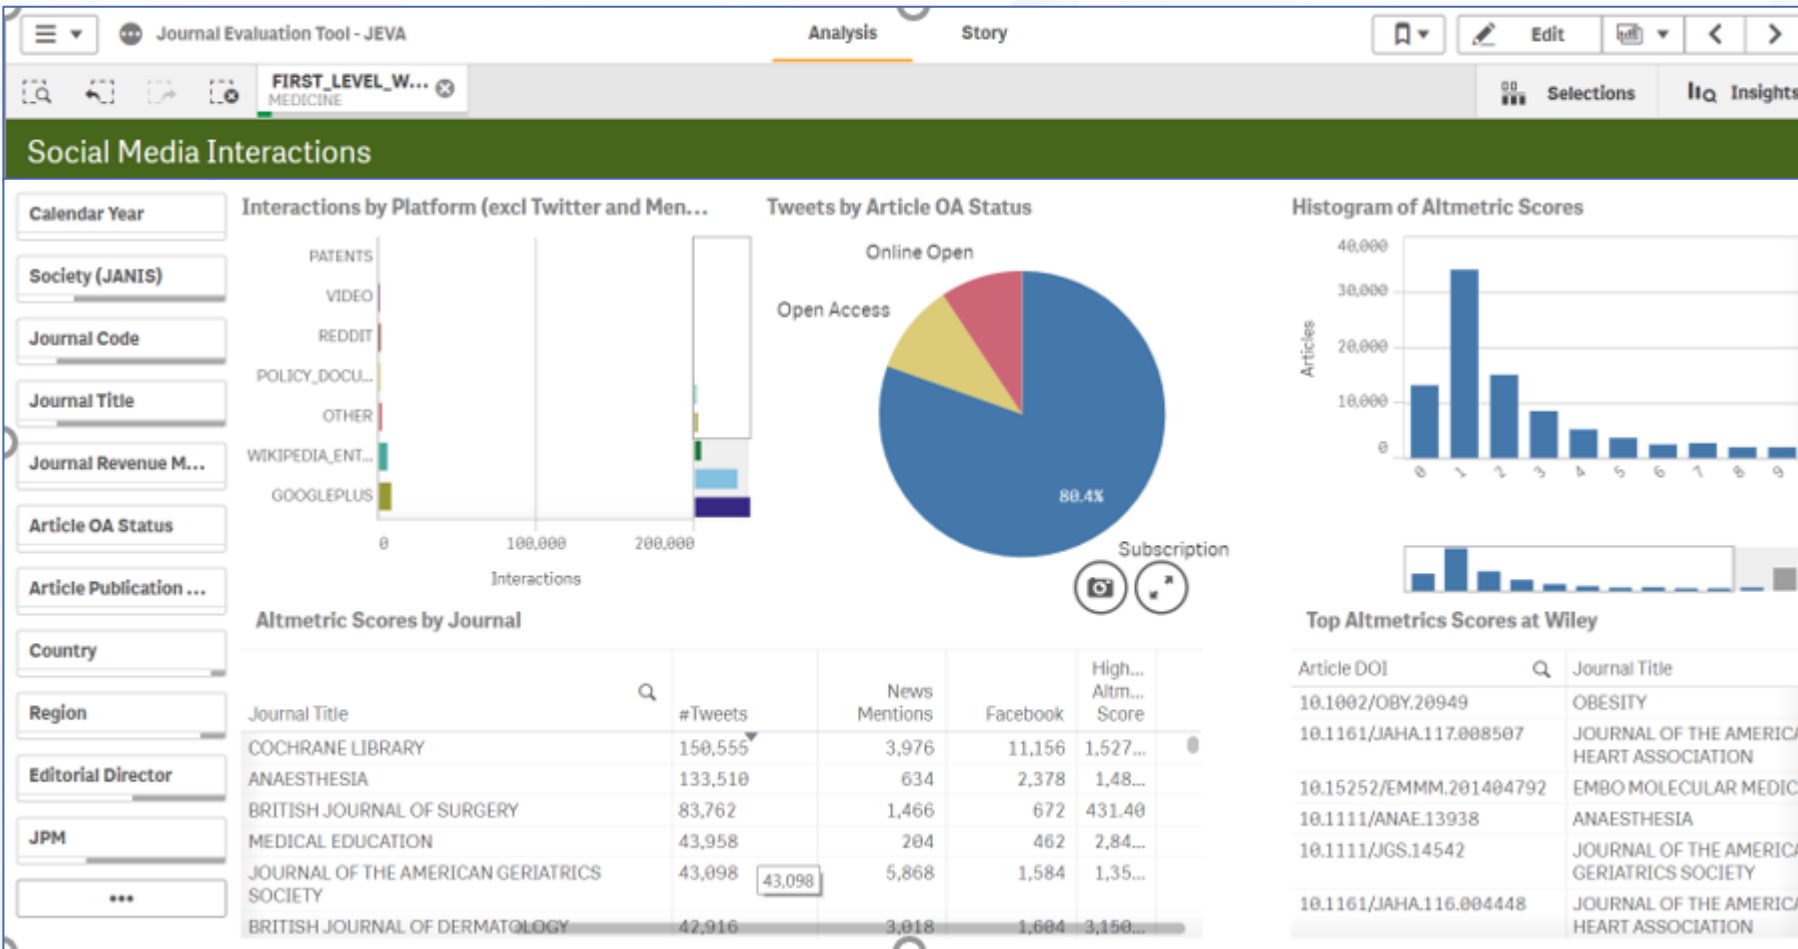 Journal Evaluation Tool - JEVA
Analysis
Story
Edit
FIRST_LEVEL_W...
MEDICINE
Selections
Insights
Social Media Interactions
Calendar Year
Society (JANIS)
Journal Code
Journal Title
Journal Revenue M...
Article OA Status
Article Publication ...
Country
Region
Editorial Director
JPM
•••
Interactions by Platform (excl Twitter and Men...
PATENTS
VIDEO
REDDIT
POLICY_DOCU...
OTHER
WIKIPEDIA_ENT...
GOOGLEPLUS
0 100,000 200,000
Interactions
Tweets by Article OA Status
Online Open
Open Access
80.4%
Subscription
Histogram of Altmetric Scores
Articles
40,000
30,000
20,000
10,000
0
0 1 2 3 4 5 6 7 8 9
Altmetric Scores by Journal
Journal Title #Tweets News Mentions Facebook High... Altm... Score
COCHRANE LIBRARY 150,555 3,976 11,156 1,527...
ANAESTHESIA 133,510 634 2,378 1,48...
BRITISH JOURNAL OF SURGERY 83,762 1,466 672 431.40
MEDICAL EDUCATION 43,958 204 462 2,84...
JOURNAL OF THE AMERICAN GERIATRICS 43,098 5,868 1,584 1,35...
SOCIETY
43,098
BRITISH JOURNAL OF DERMATOLOGY 42,916 3,018 1,604 3,150...
Top Altmetrics Scores at Wiley
Article DOI Journal Title
10.1002/OBY.20949 OBESITY
10.1161/JAHA.117.008507 JOURNAL OF THE AMERICA
HEART ASSOCIATION
10.15252/EMMM.201404792 EMBO MOLECULAR MEDIC
10.1111/ANAE.13938 ANAESTHESIA
10.1111/JGS.14542 JOURNAL OF THE AMERICA
GERIATRICS SOCIETY
10.1161/JAHA.116.004448 JOURNAL OF THE AMERICA
HEART ASSOCIATION